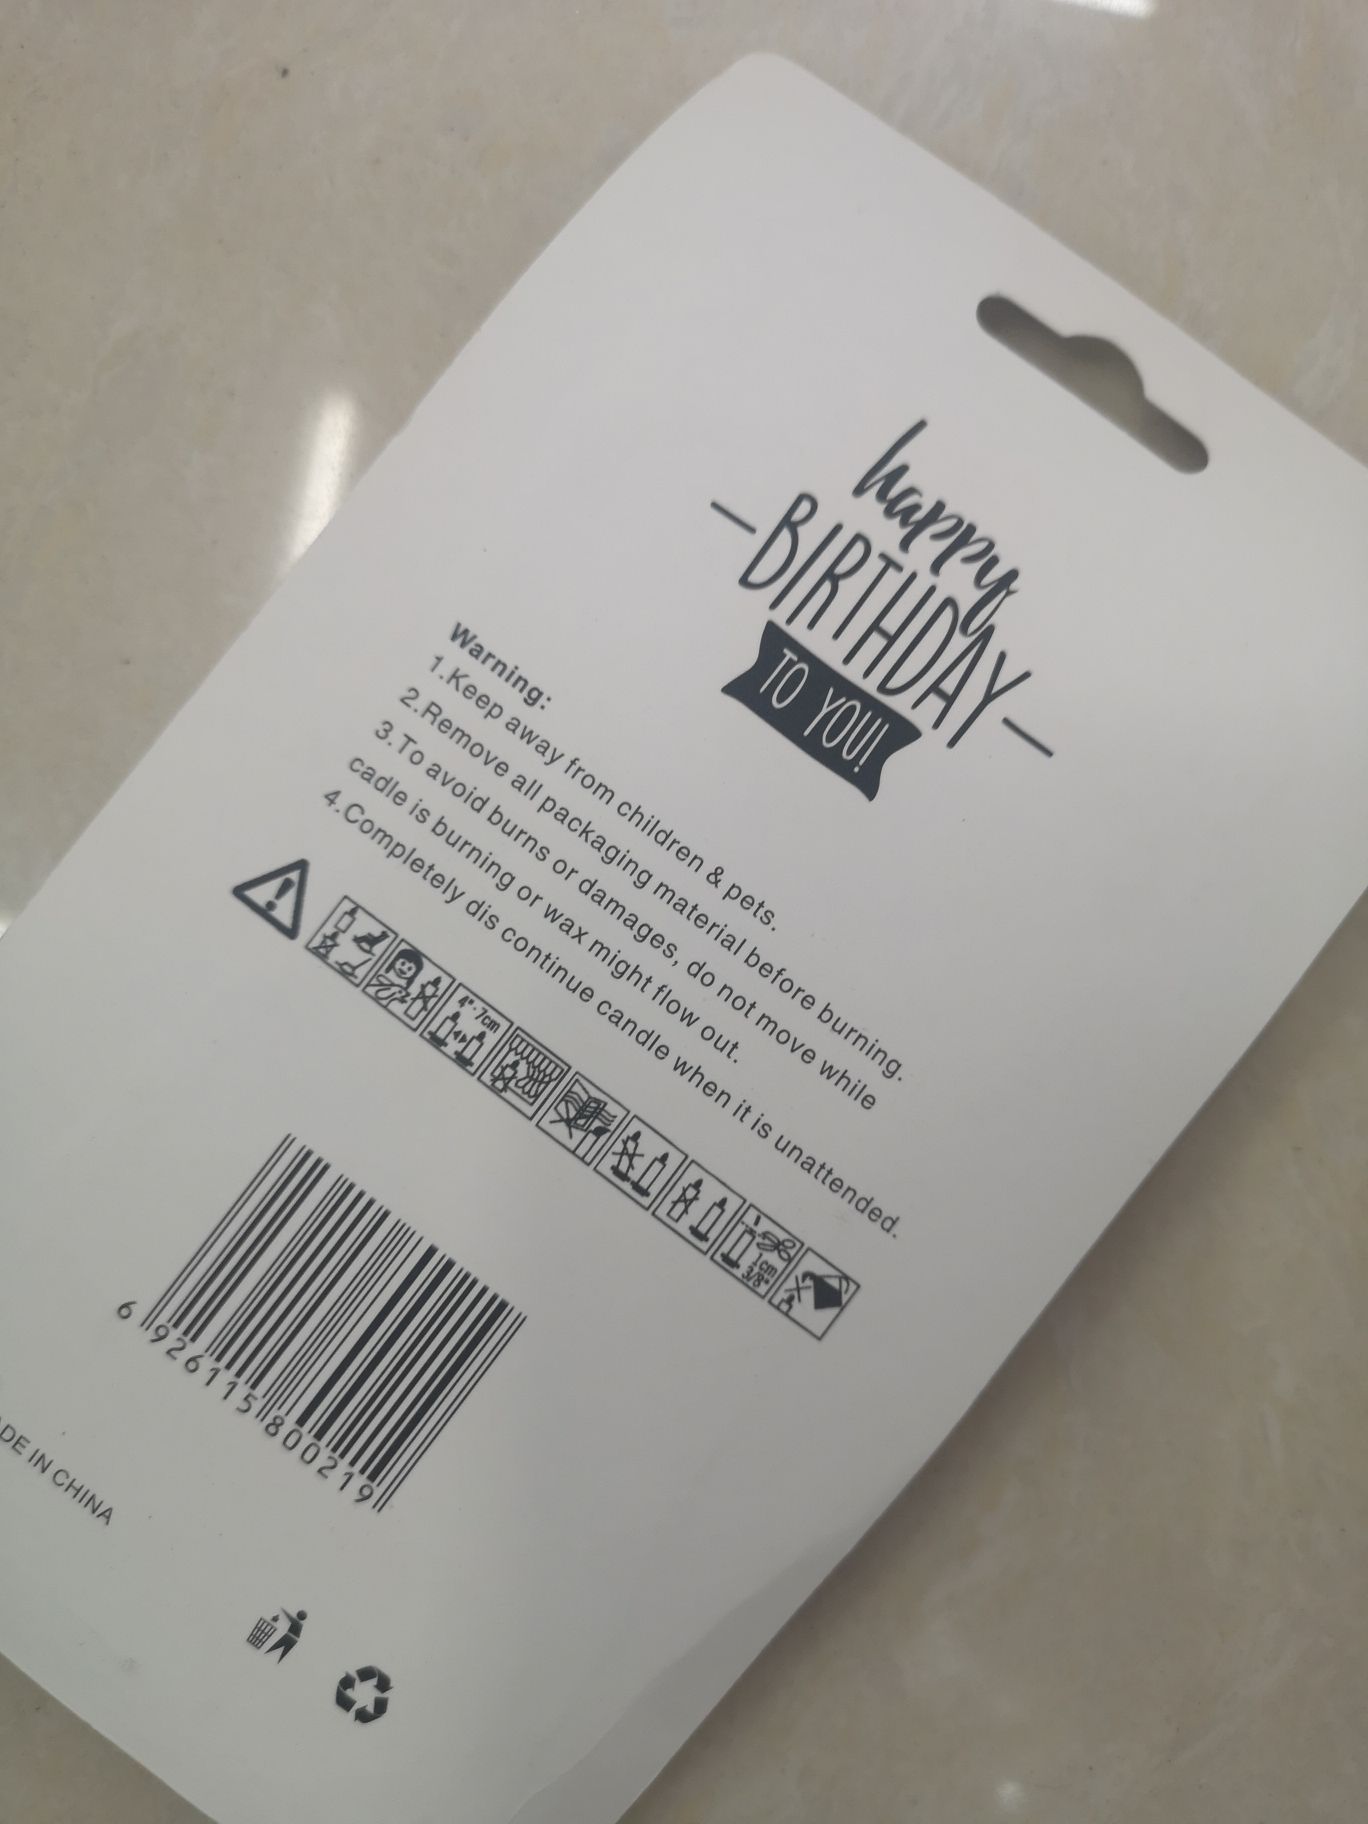 happy
BIRTHDAY
TO YOU!
Warning:
1.Keep away from children & pets.
2.Remove all packaging material before burning.
3.To avoid burns or damages, do not move while
cadle is burning or wax might flow out.
4.Completely dis continue candle when it is unattended.
4"-7cm
1cm
3/8"
6 926115 800219
DE IN CHINA